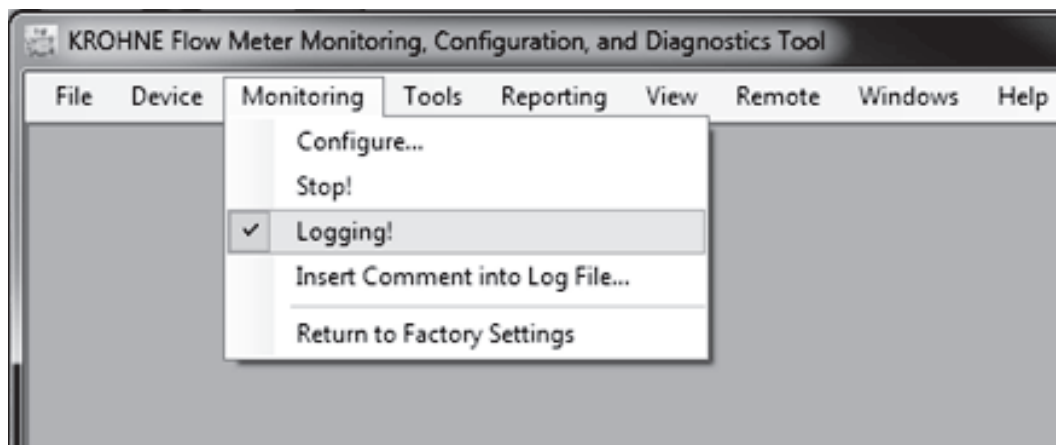 KROHNE Flow Meter Monitoring, Configuration, and Diagnostics Tool
File Device Monitoring Tools Reporting View Remote Windows Help
Configure...
Stop!
Logging!
Insert Comment into Log File...
Return to Factory Settings